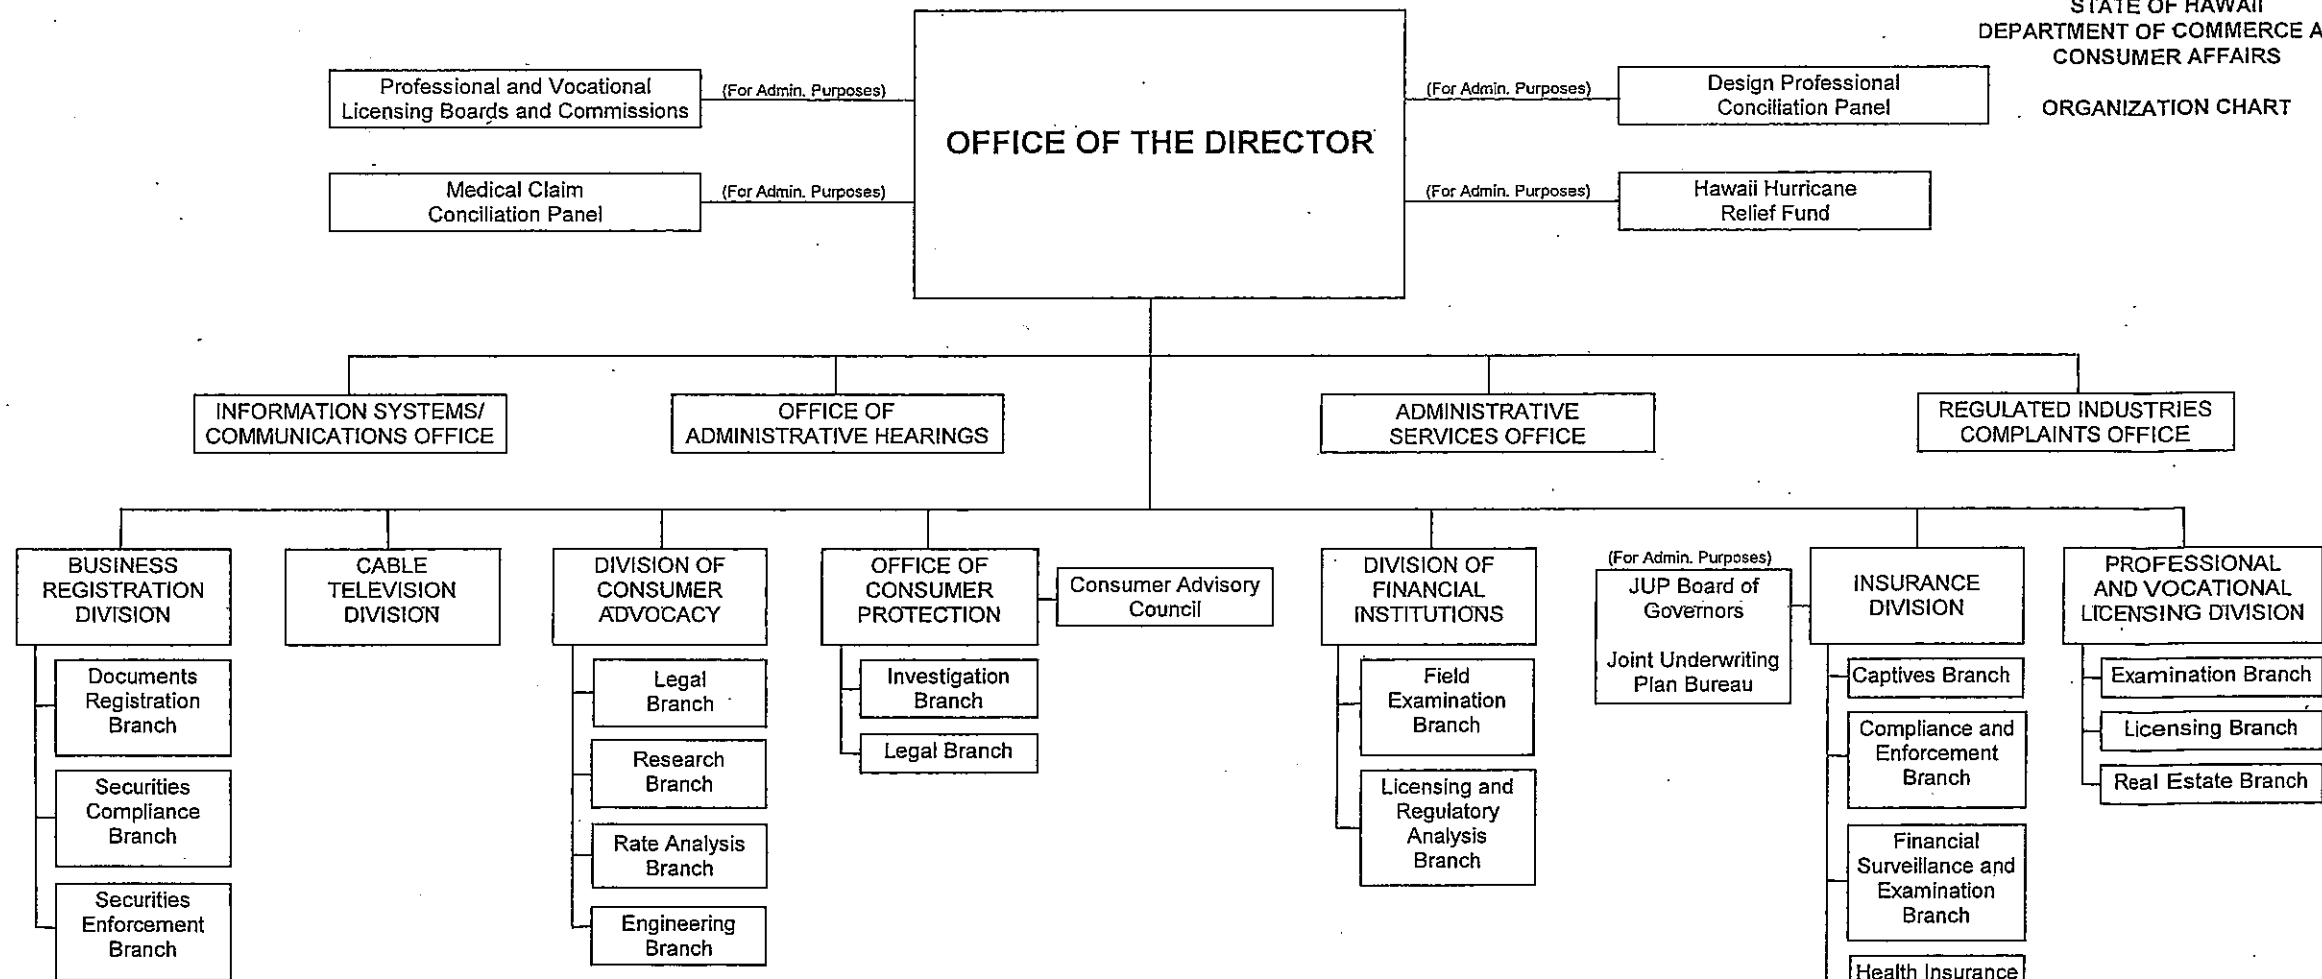 STATE OF HAWAII
DEPARTMENT OF COMMERCE A
CONSUMER AFFAIRS
ORGANIZATION CHART
Professional and Vocational
Licensing Boards and Commissions
(For Admin. Purposes)
Medical Claim
Conciliation Panel
(For Admin. Purposes)
OFFICE OF THE DIRECTOR
(For Admin. Purposes)
Design Professional
Conciliation Panel
(For Admin. Purposes)
Hawaii Hurricane
Relief Fund
INFORMATION SYSTEMS/
COMMUNICATIONS OFFICE
OFFICE OF
ADMINISTRATIVE HEARINGS
ADMINISTRATIVE
SERVICES OFFICE
REGULATED INDUSTRIES
COMPLAINTS OFFICE
BUSINESS
REGISTRATION
DIVISION
Documents
Registration
Branch
Securities
Compliance
Branch
Securities
Enforcement
Branch
CABLE
TELEVISION
DIVISION
DIVISION OF
CONSUMER
ADVOCACY
Legal
Branch
Research
Branch
Rate Analysis
Branch
Engineering
Branch
OFFICE OF
CONSUMER
PROTECTION
Consumer Advisory
Council
Investigation
Branch
Legal Branch
DIVISION OF
FINANCIAL
INSTITUTIONS
Field
Examination
Branch
Licensing and
Regulatory
Analysis
Branch
(For Admin. Purposes)
JUP Board of
Governors
Joint Underwriting
Plan Bureau
INSURANCE
DIVISION
Captives Branch
Compliance and
Enforcement
Branch
Financial
Surveillance and
Examination
Branch
Health Insurance
PROFESSIONAL
AND VOCATIONAL
LICENSING DIVISION
Examination Branch
Licensing Branch
Real Estate Branch